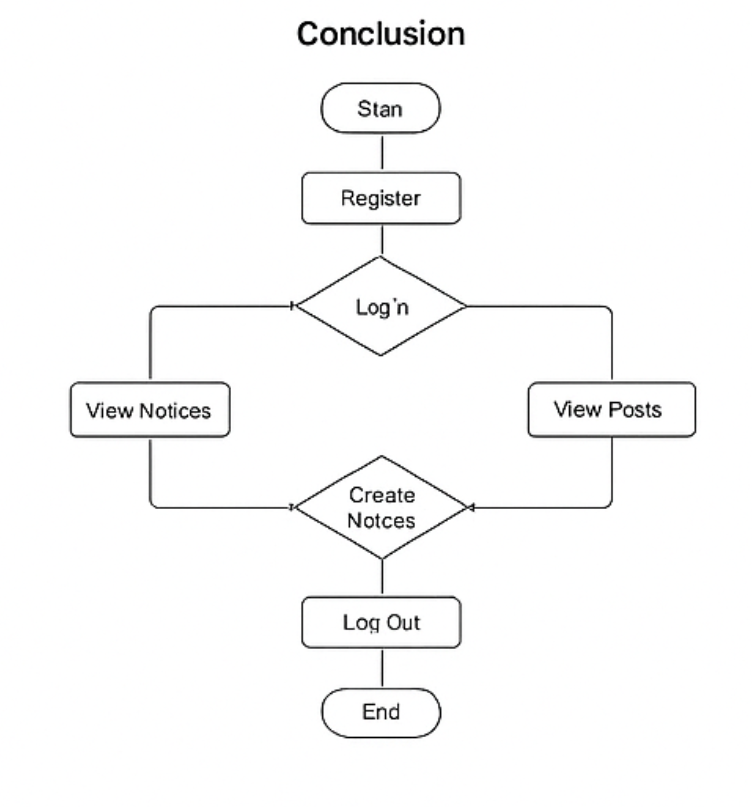 Conclusion
Stan
Register
Log'n
View Notices
View Posts
Create
Notces
Log Out
End